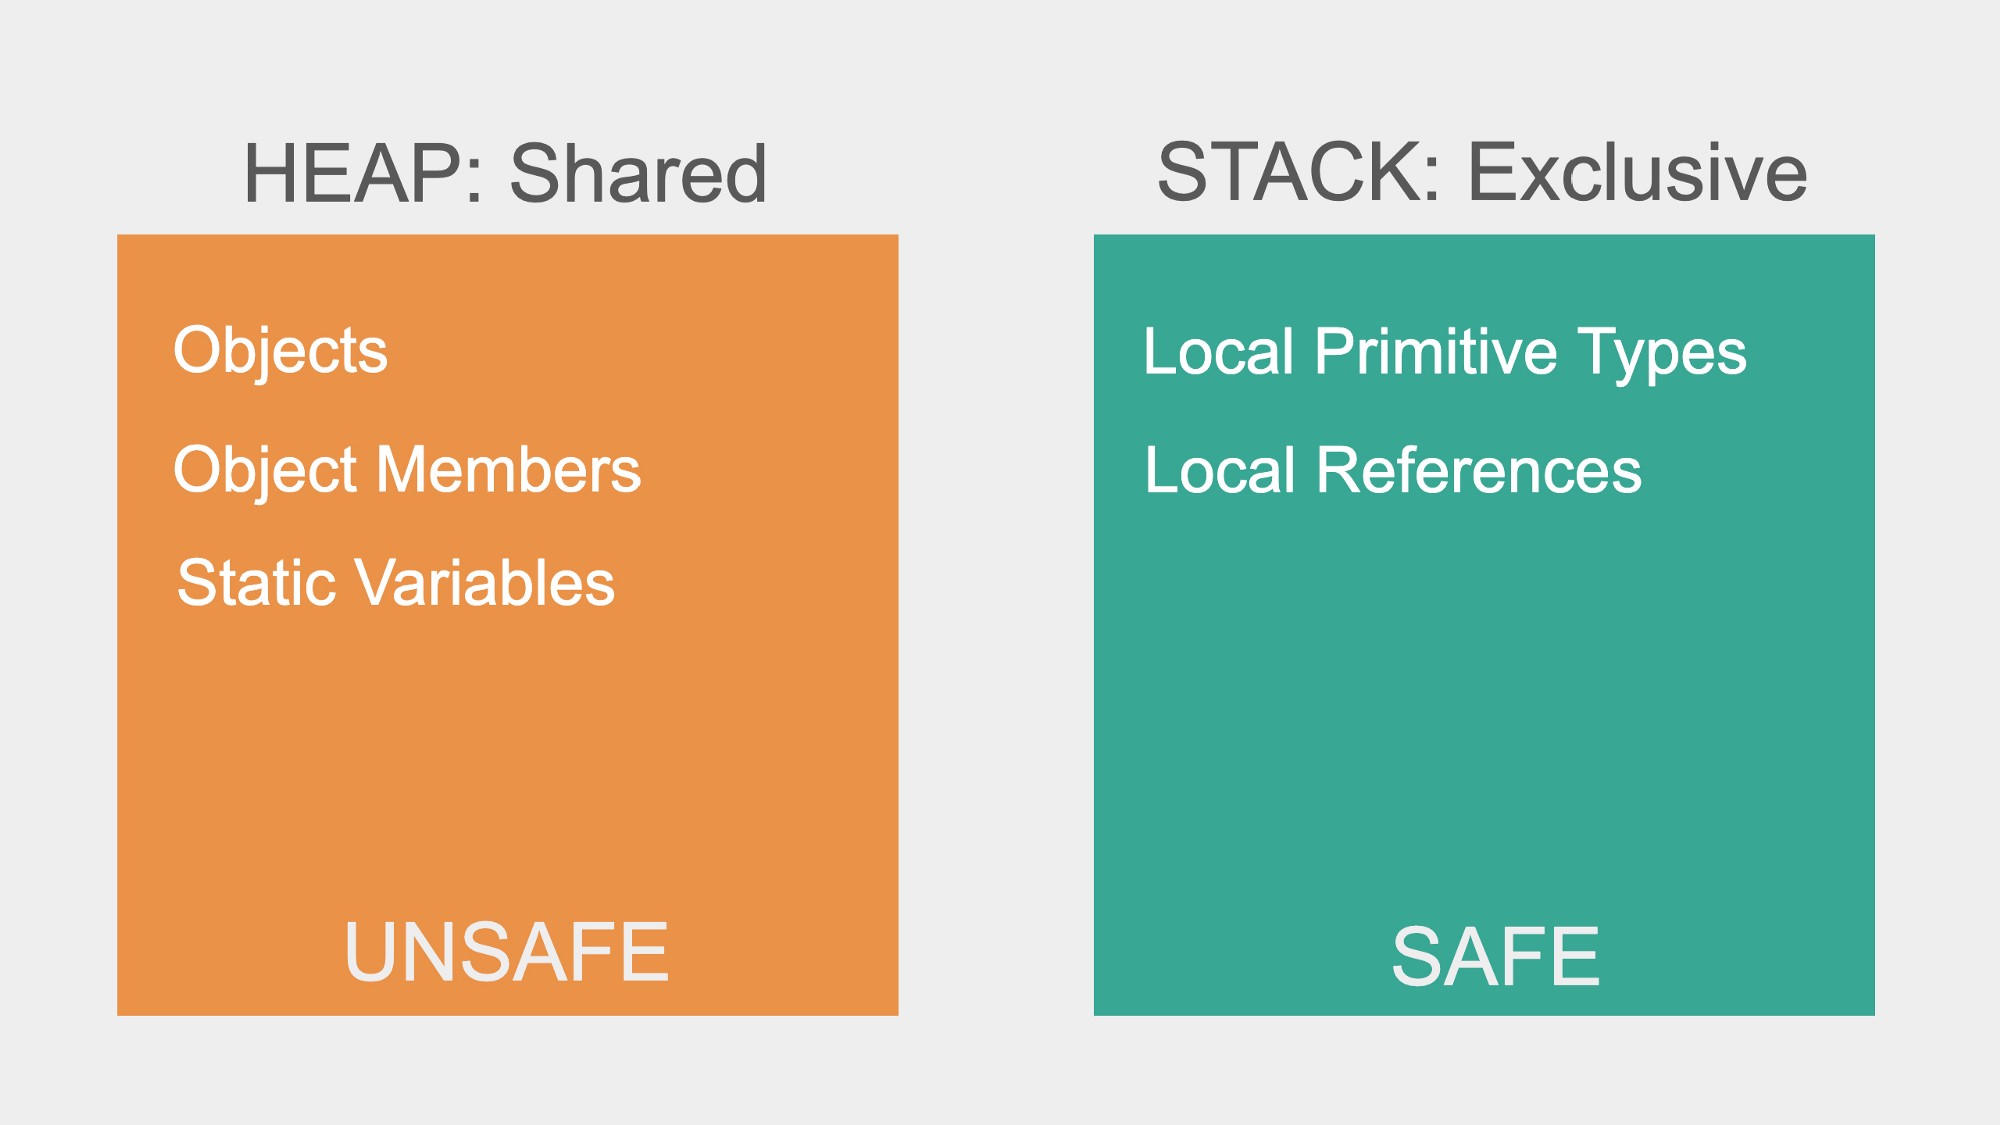 HEAP: Shared
Objects
Object Members
Static Variables
UNSAFE
STACK: Exclusive
Local Primitive Types
Local References
SAFE